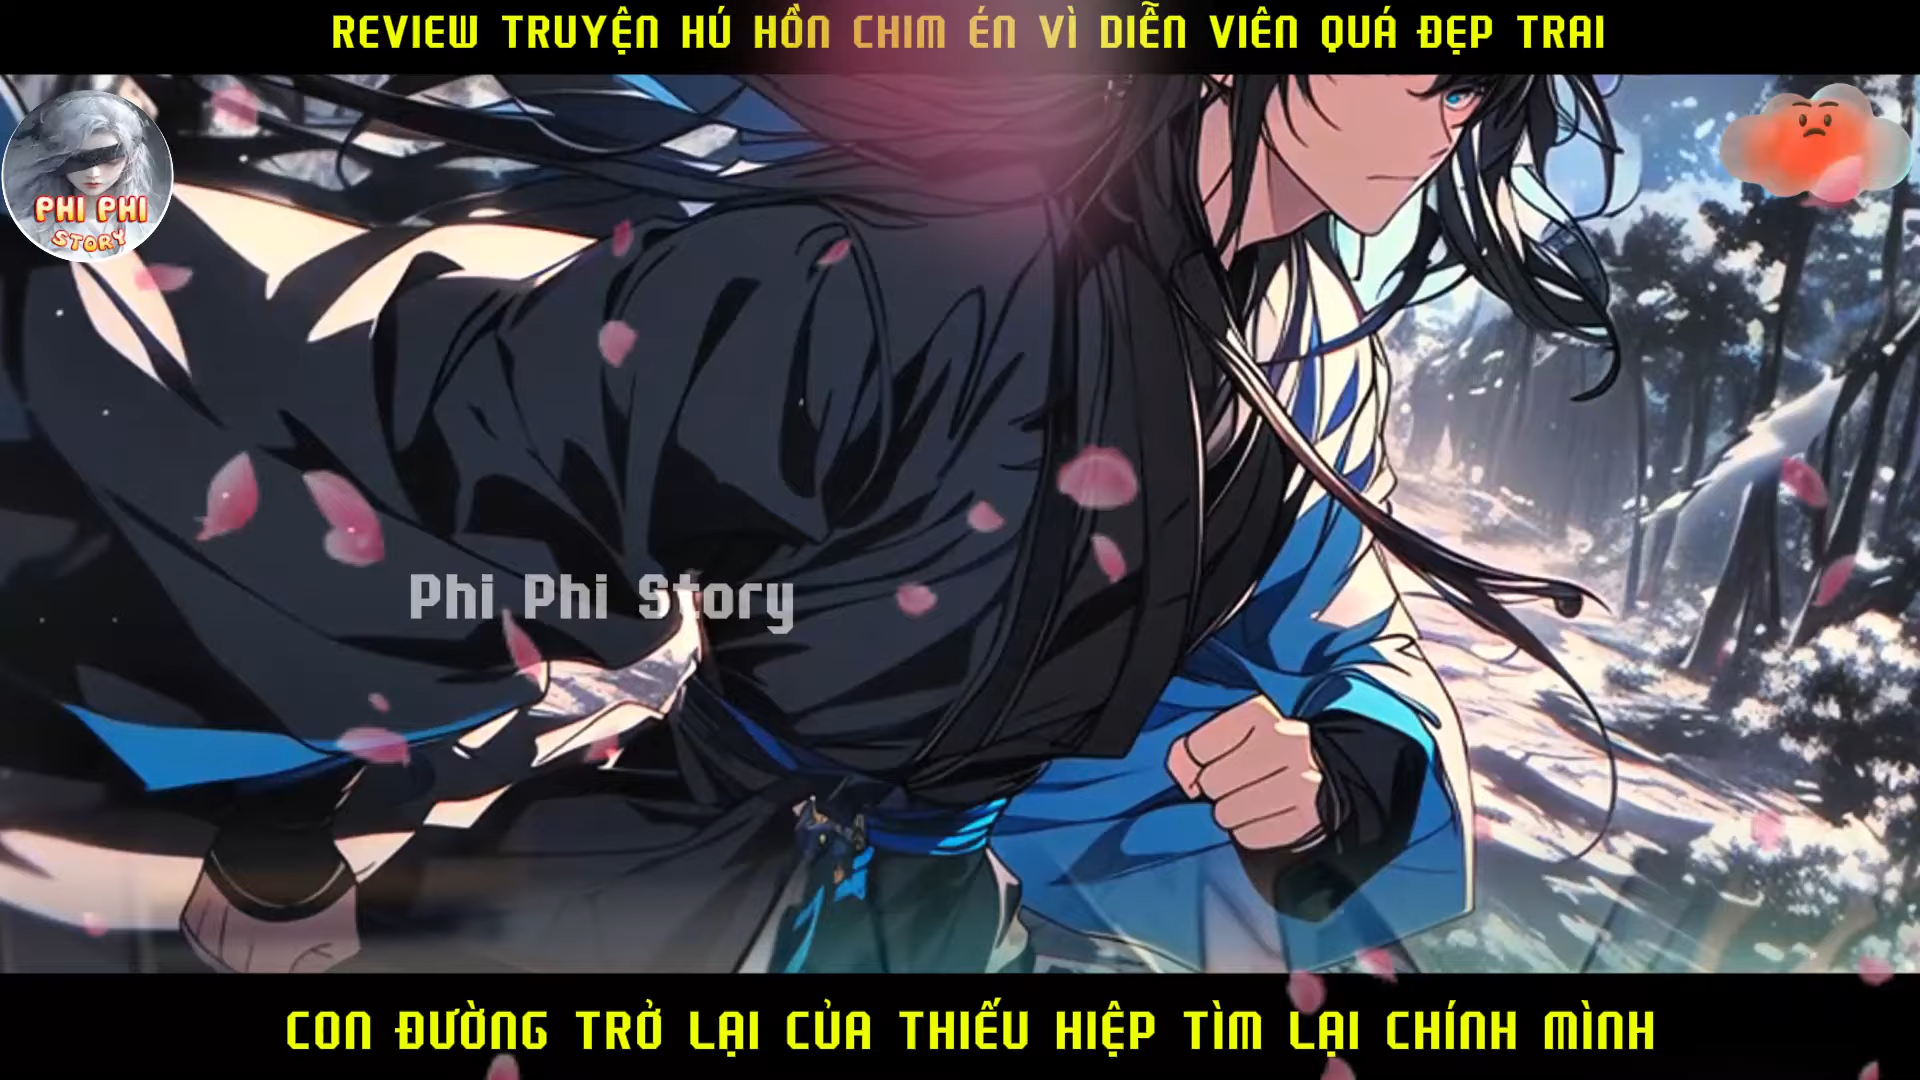 REVIEW TRUYỆN HÚ HỒN CHIM ÉN VÌ DIỄN VIÊN QUÁ ĐẸP TRAI
PHI PHI
STORY
Phi Phi Story
CON ĐƯỜNG TRỞ LẠI CỦA THIẾU HIỆP TÌM LẠI CHÍNH MÌNH